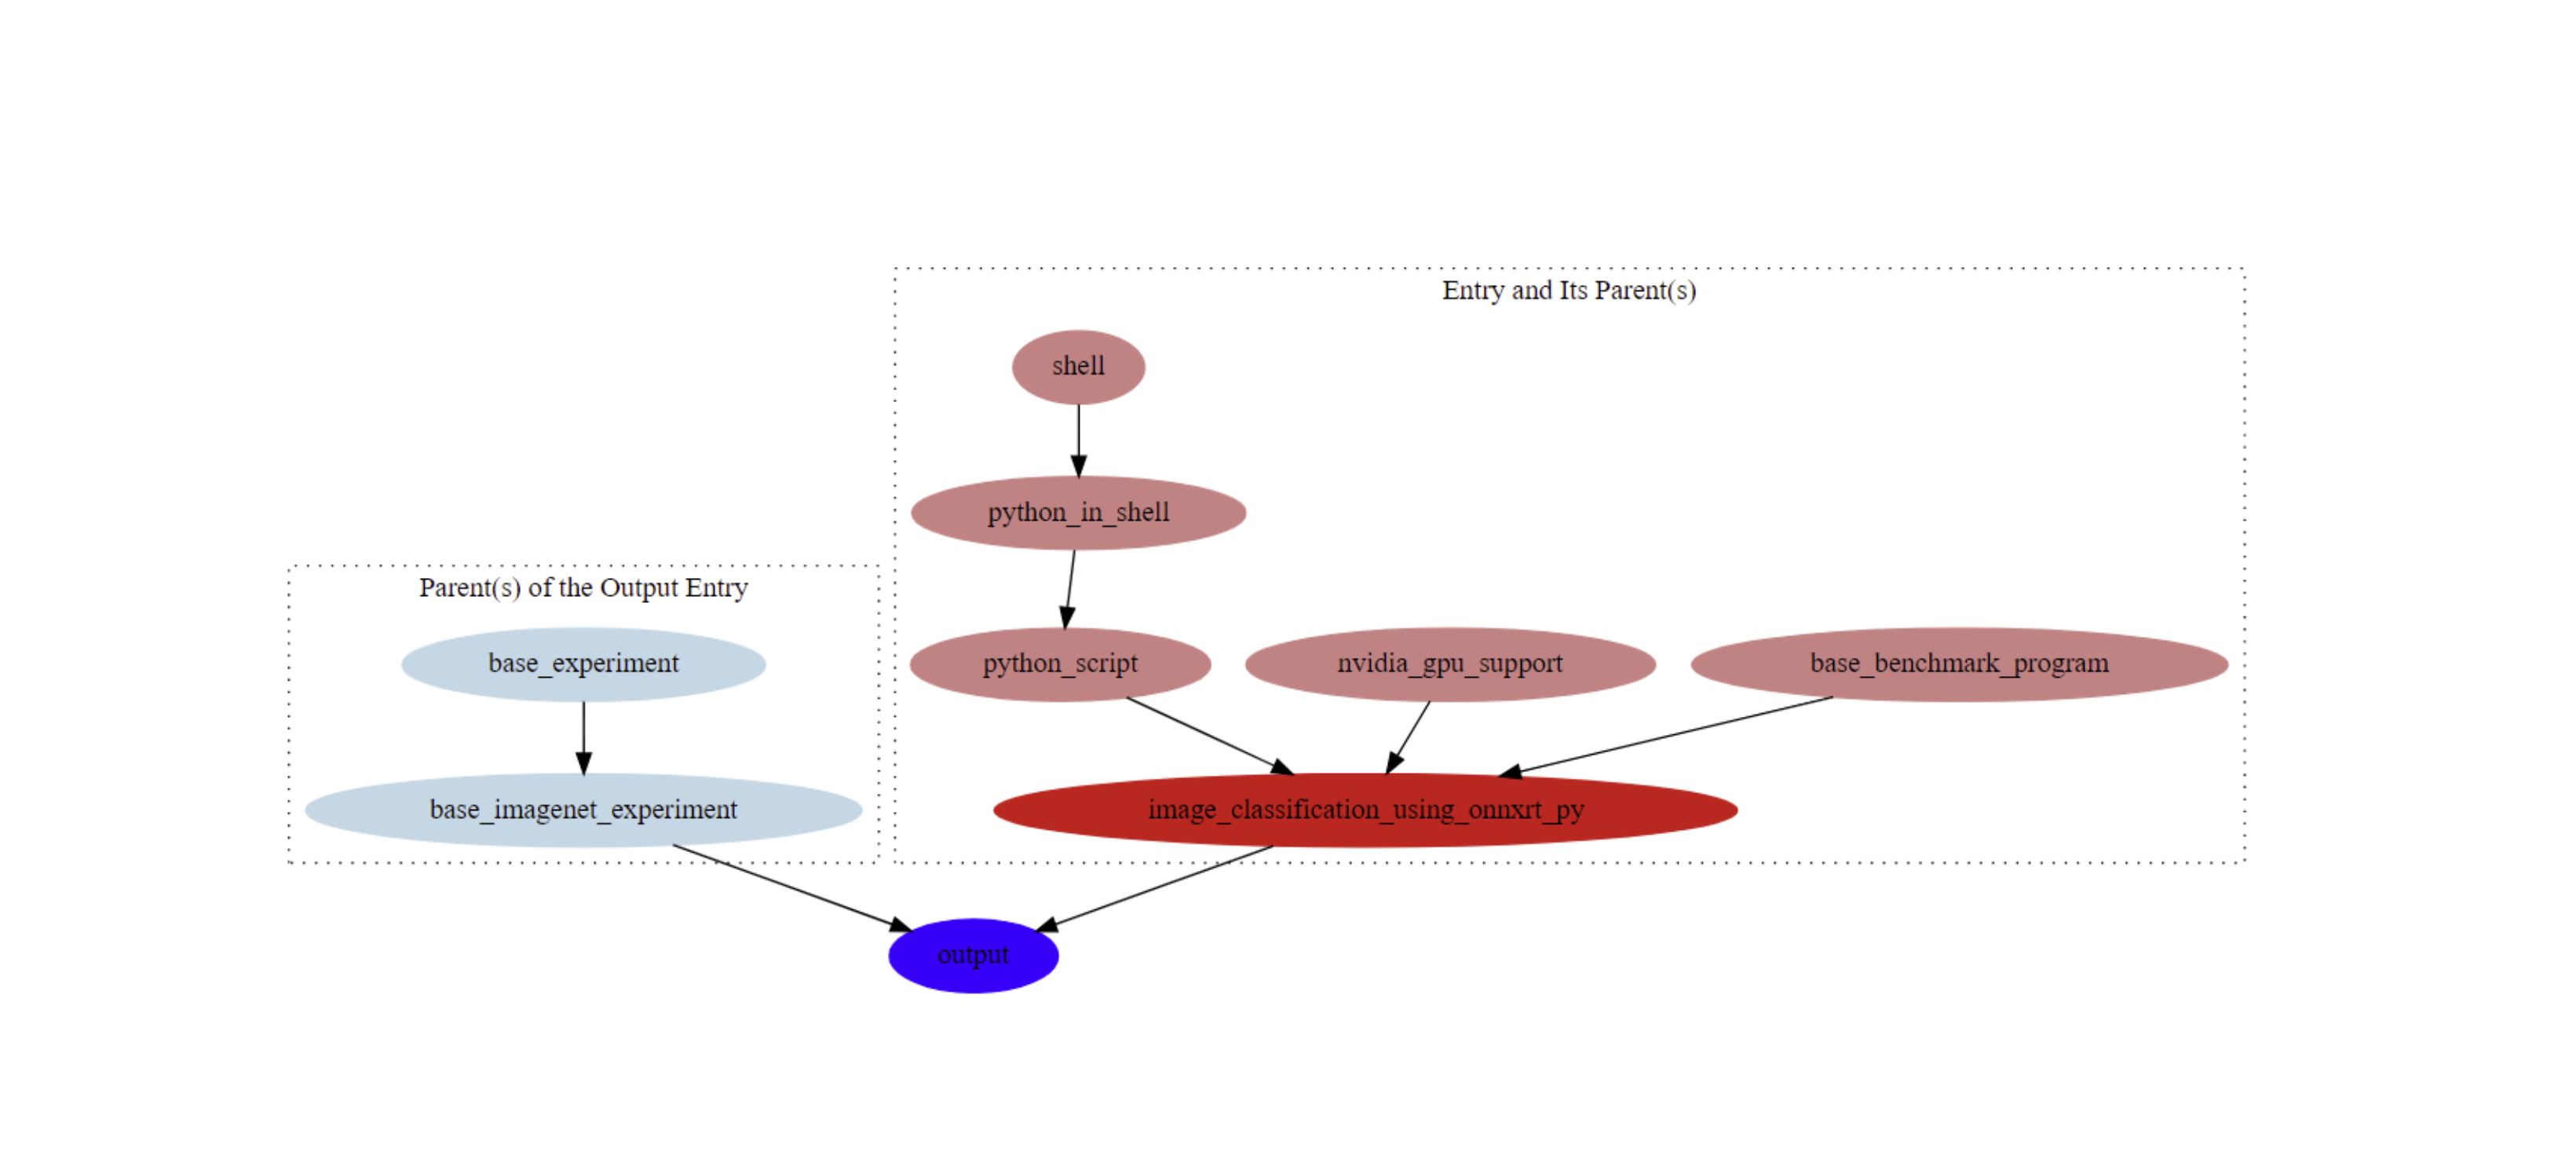 Entry and Its Parent(s)
shell
python_in_shell
Parent(s) of the Output Entry
base_experiment
python_script
nvidia_gpu_support
base_benchmark_program
base_imagenet_experiment
image_classification_using_onnxrt_py
output